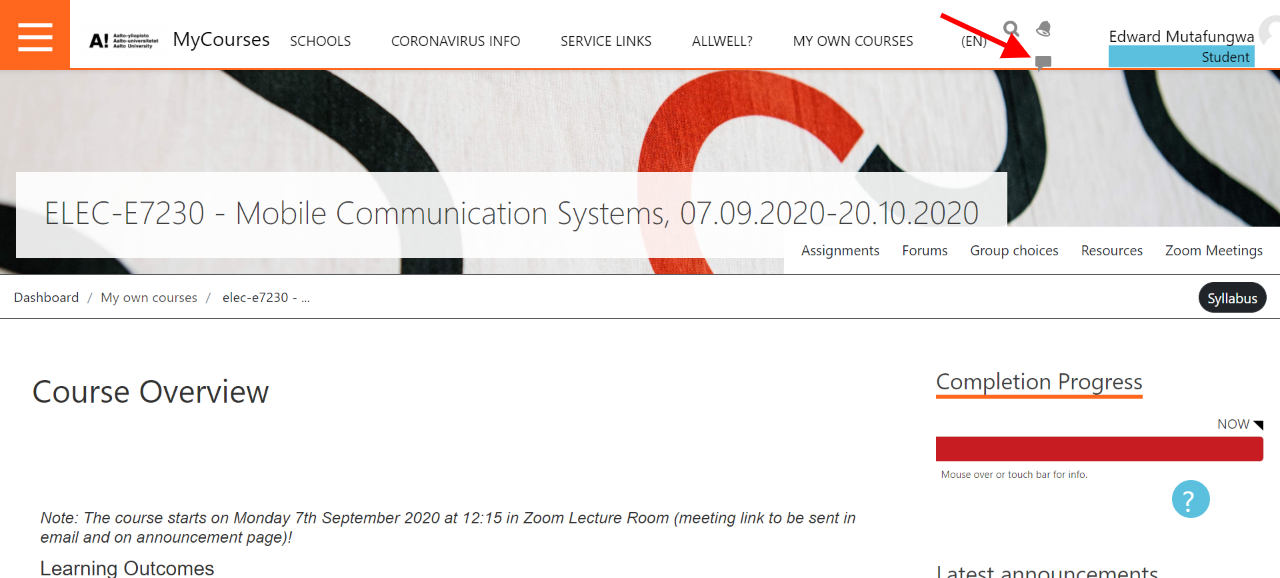 A! Aalto-yliopisto
Aalto-universitetet
Aalto University
MyCourses SCHOOLS CORONAVIRUS INFO SERVICE LINKS ALLWELL? MY OWN COURSES (EN)
Edward Mutafungwa
Student
ELEC-E7230 - Mobile Communication Systems, 07.09.2020-20.10.2020
Assignments Forums Group choices Resources Zoom Meetings
Dashboard / My own courses / elec-e7230 - ...
Syllabus
Course Overview
Note: The course starts on Monday 7th September 2020 at 12:15 in Zoom Lecture Room (meeting link to be sent in
email and on announcement page)!
Learning Outcomes
Completion Progress
NOW
Mouse over or touch bar for info.
?
Latest announcements